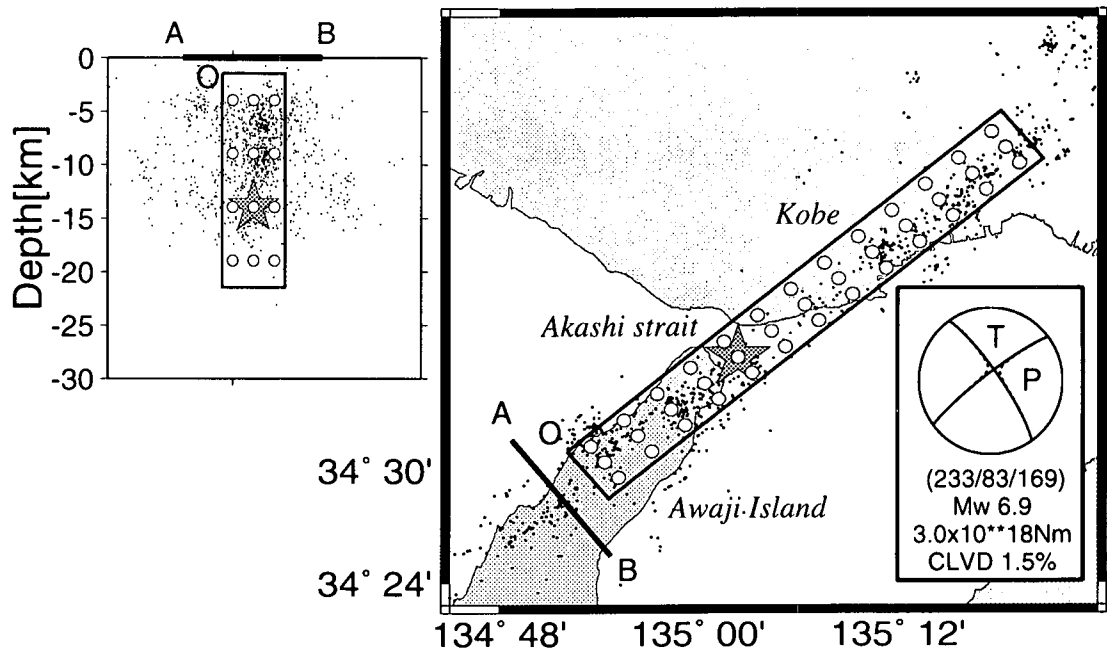 A B
0
O
-5
-10
-15
-20
-25
-30
Depth[km]
Kobe
Akashi strait
A
O
Awaji Island
B
T
P
(233/83/169)
Mw 6.9
3.0x10**18Nm
CLVD 1.5%
34° 30'
34° 24'
134° 48' 135° 00' 135° 12'